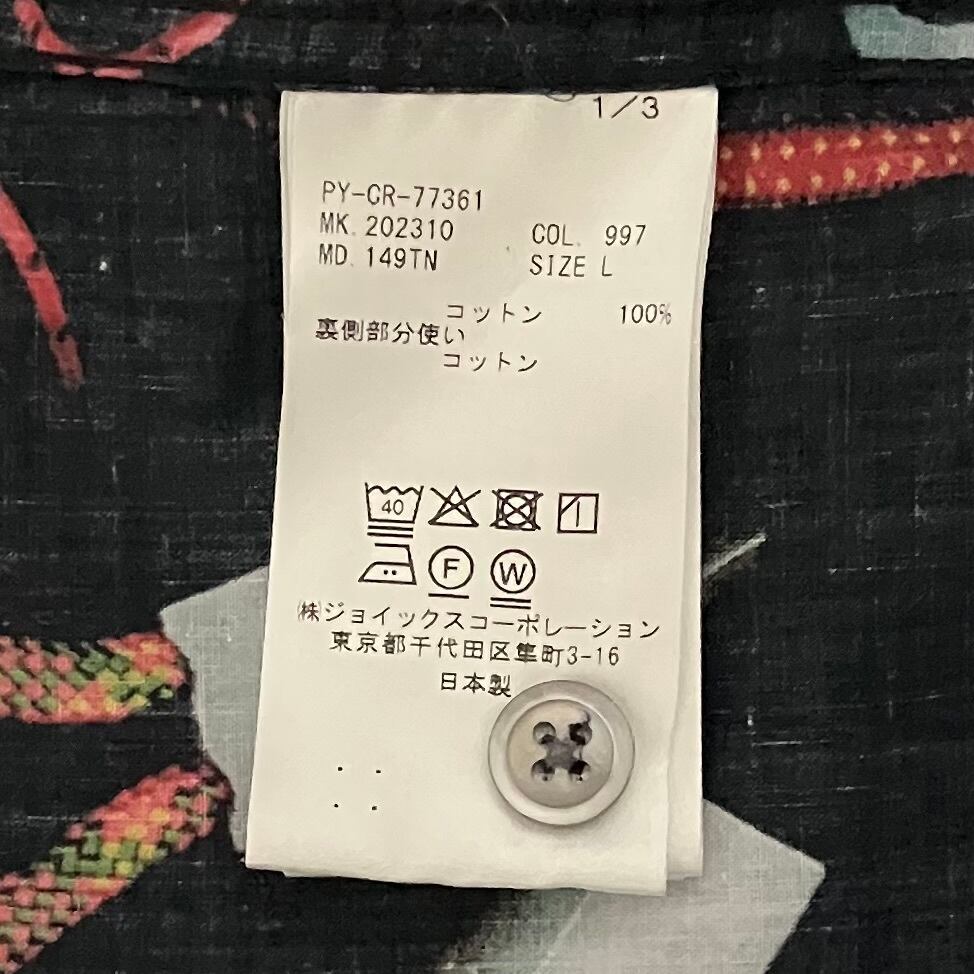 1/3
PY-CR-77361
MK. 202310 COL. 997
MD. 149TN SIZE L
コットン 100%
裏側部分使い
コットン
40
F W
㈱ジョイックスコーポレーション
東京都千代田区隼町3-16
日本製